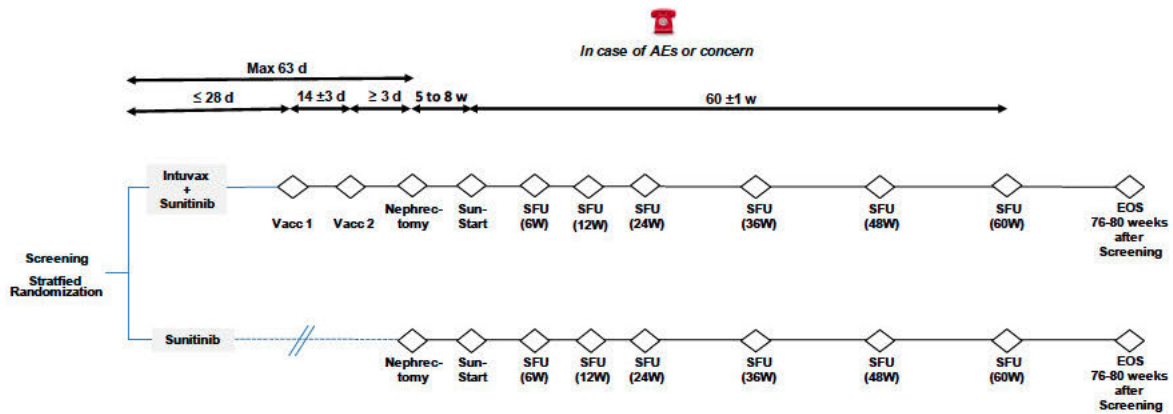 In case of AEs or concern
Max 63 d
≤ 28 d 14 ±3 d ≥ 3 d 5 to 8 w 60 ±1 w
Intuvax
+
Sunitinib
Vacc 1 Vacc 2 Nephrec- Sun- SFU SFU SFU SFU SFU SFU EOS
tomy Start (6W) (12W) (24W) (36W) (48W) (60W) 76-80 weeks
after
Screening
Screening
Stratfied
Randomization
Sunitinib
Nephrec- Sun- SFU SFU SFU SFU SFU SFU EOS
tomy Start (6W) (12W) (24W) (36W) (48W) (60W) 76-80 weeks
after
Screening